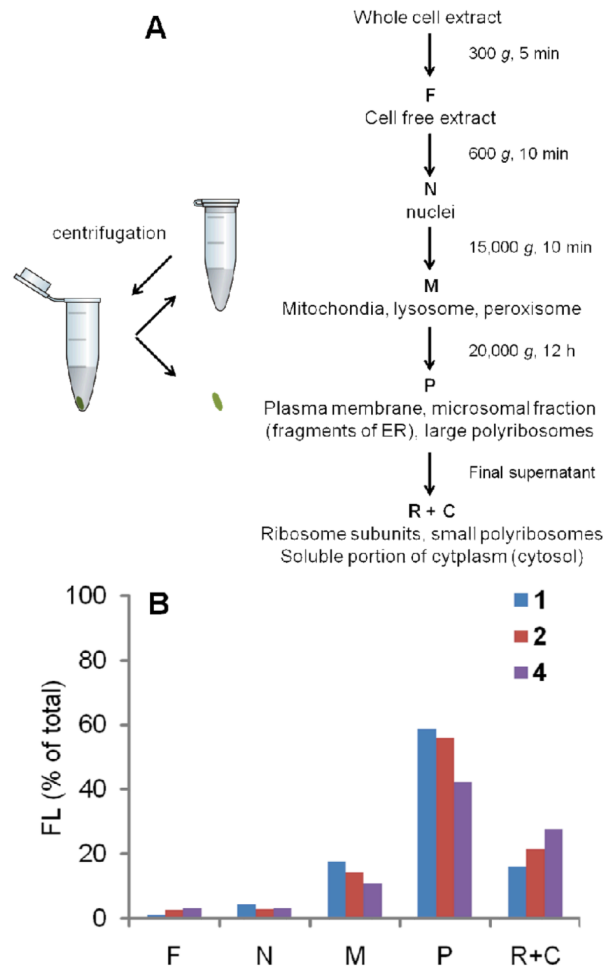 A
Whole cell extract
300 g, 5 min
F
Cell free extract
600 g, 10 min
N
nuclei
centrifugation
15,000 g, 10 min
M
Mitochondia, lysosome, peroxisome
20,000 g, 12 h
P
Plasma membrane, microsomal fraction
(fragments of ER), large polyribosomes
Final supernatant
R + C
Ribosome subunits, small polyribosomes
Soluble portion of cytplasm (cytosol)
B
1
2
4
FL (% of total)
100
80
60
40
20
0
F N M P R+C